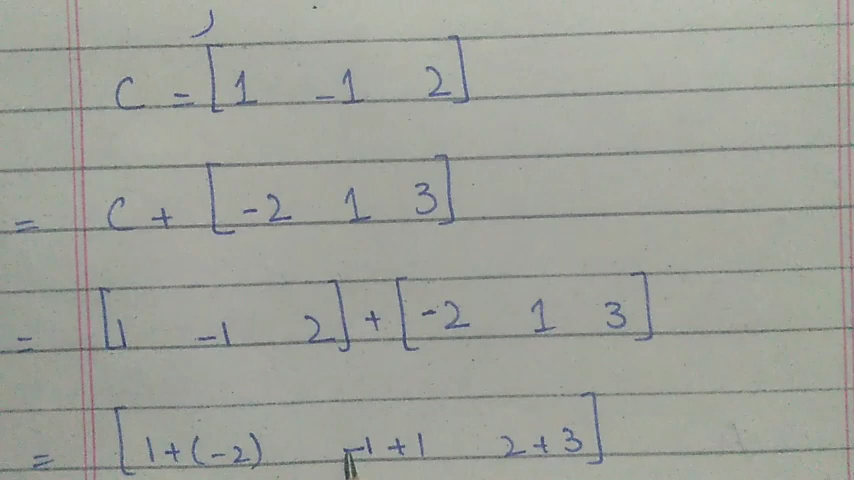 C = [1 -1 2]
= C + [-2 1 3]
= [1 -1 2] + [-2 1 3]
= [1+(-2) -1+1 2+3]